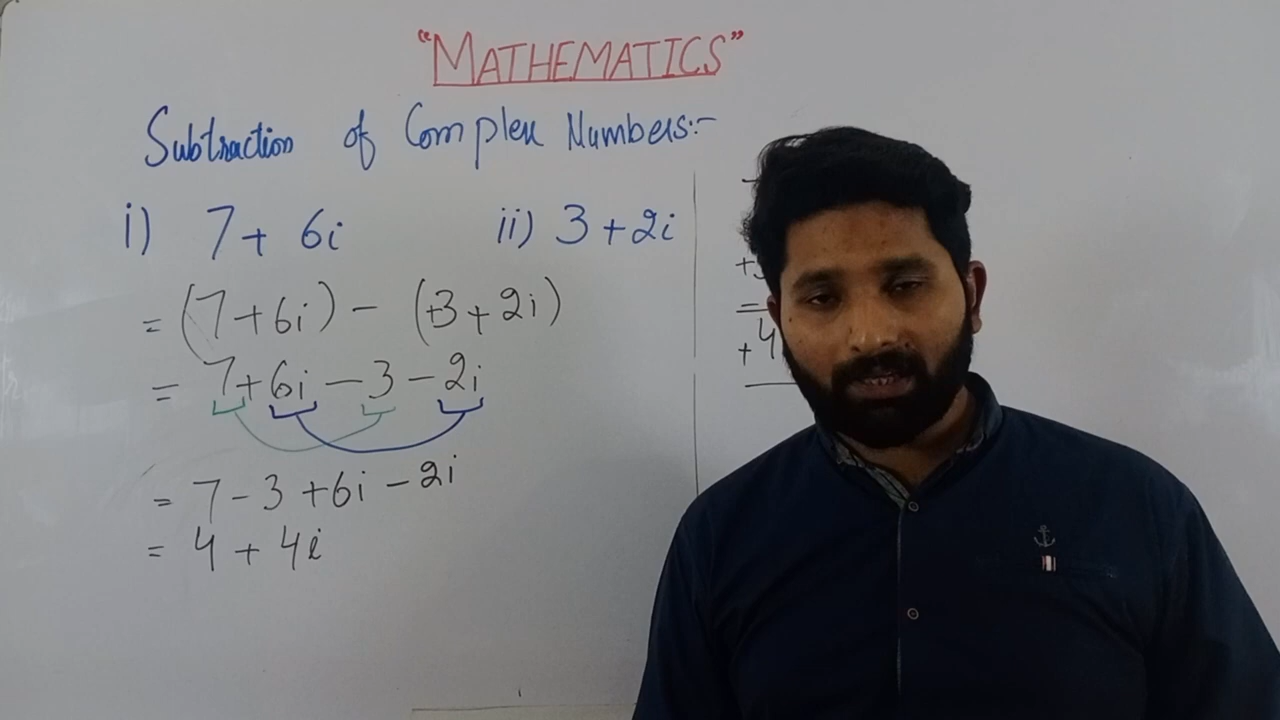 “MATHEMATICS”
Subtraction of Complex Numbers:-
i) 7 + 6i ii) 3 + 2i
= (7 + 6i) - (+3 + 2i)
= 7 + 6i - 3 - 2i
= 7 - 3 + 6i - 2i
= 4 + 4i
=
+4